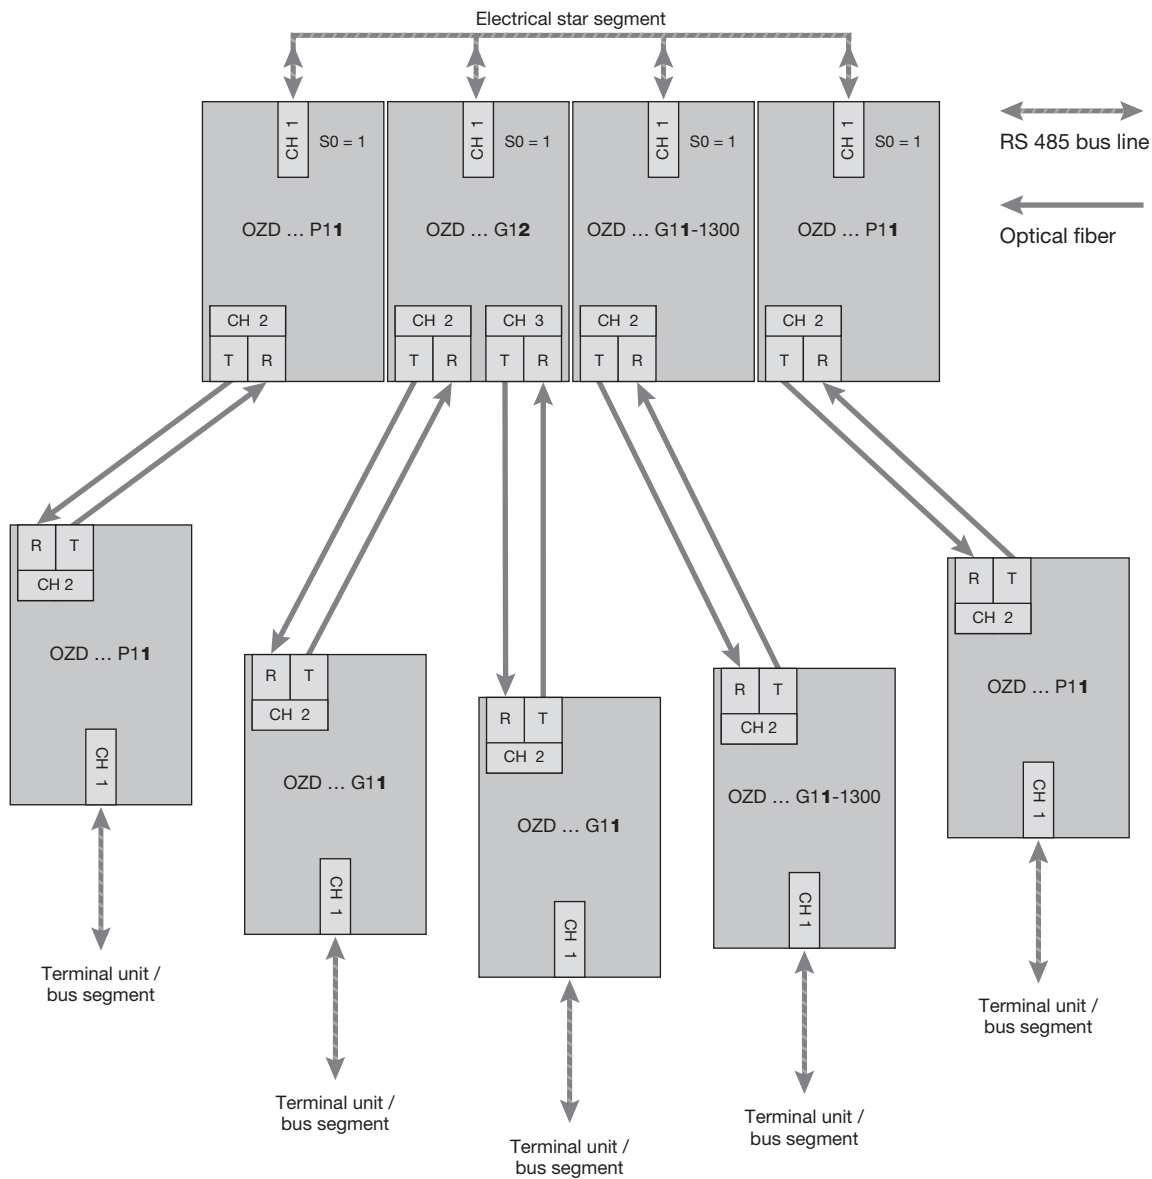 Electrical star segment
CH 1
S0 = 1
CH 1
S0 = 1
CH 1
S0 = 1
CH 1
S0 = 1
RS 485 bus line
Optical fiber
OZD ... P11
OZD ... G12
OZD ... G11-1300
OZD ... P11
CH 2
CH 2
CH 3
CH 2
CH 2
T R
T R
T R
T R
T R
R T
CH 2
OZD ... P11
CH 1
Terminal unit /
bus segment
R T
CH 2
OZD ... G11
CH 1
Terminal unit /
bus segment
R T
CH 2
OZD ... G11
CH 1
Terminal unit /
bus segment
R T
CH 2
OZD ... G11-1300
CH 1
Terminal unit /
bus segment
R T
CH 2
OZD ... P11
CH 1
Terminal unit /
bus segment